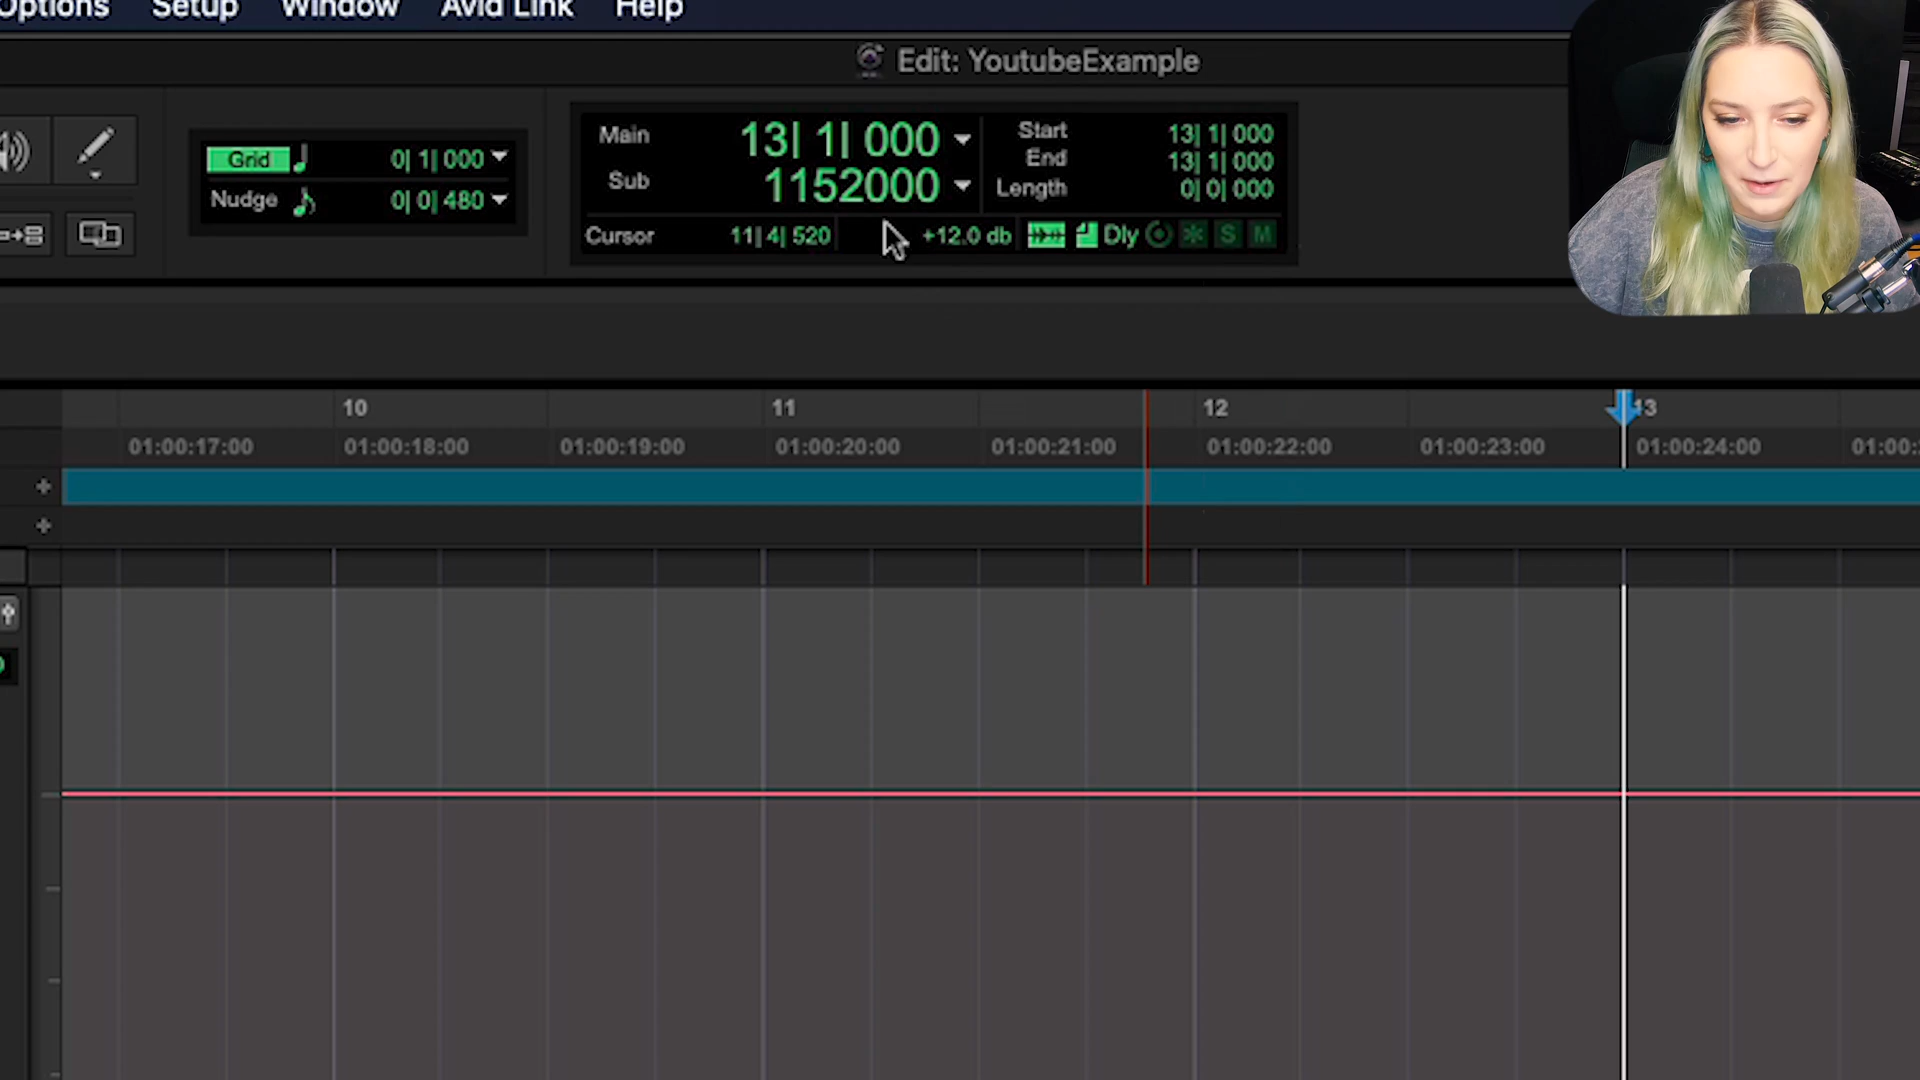 Options Setup Window Avid Link Help
Edit: YoutubeExample
Grid 0| 1| 000
Nudge 0| 0| 480
Main 13| 1| 000
Sub 1152000
Start 13| 1| 000
End 13| 1| 000
Length 0| 0| 000
Cursor 11| 4| 520 +12.0 db Dly S M
10 11 12 13
01:00:17:00 01:00:18:00 01:00:19:00 01:00:20:00 01:00:21:00 01:00:22:00 01:00:23:00 01:00:24:00 01:00:2